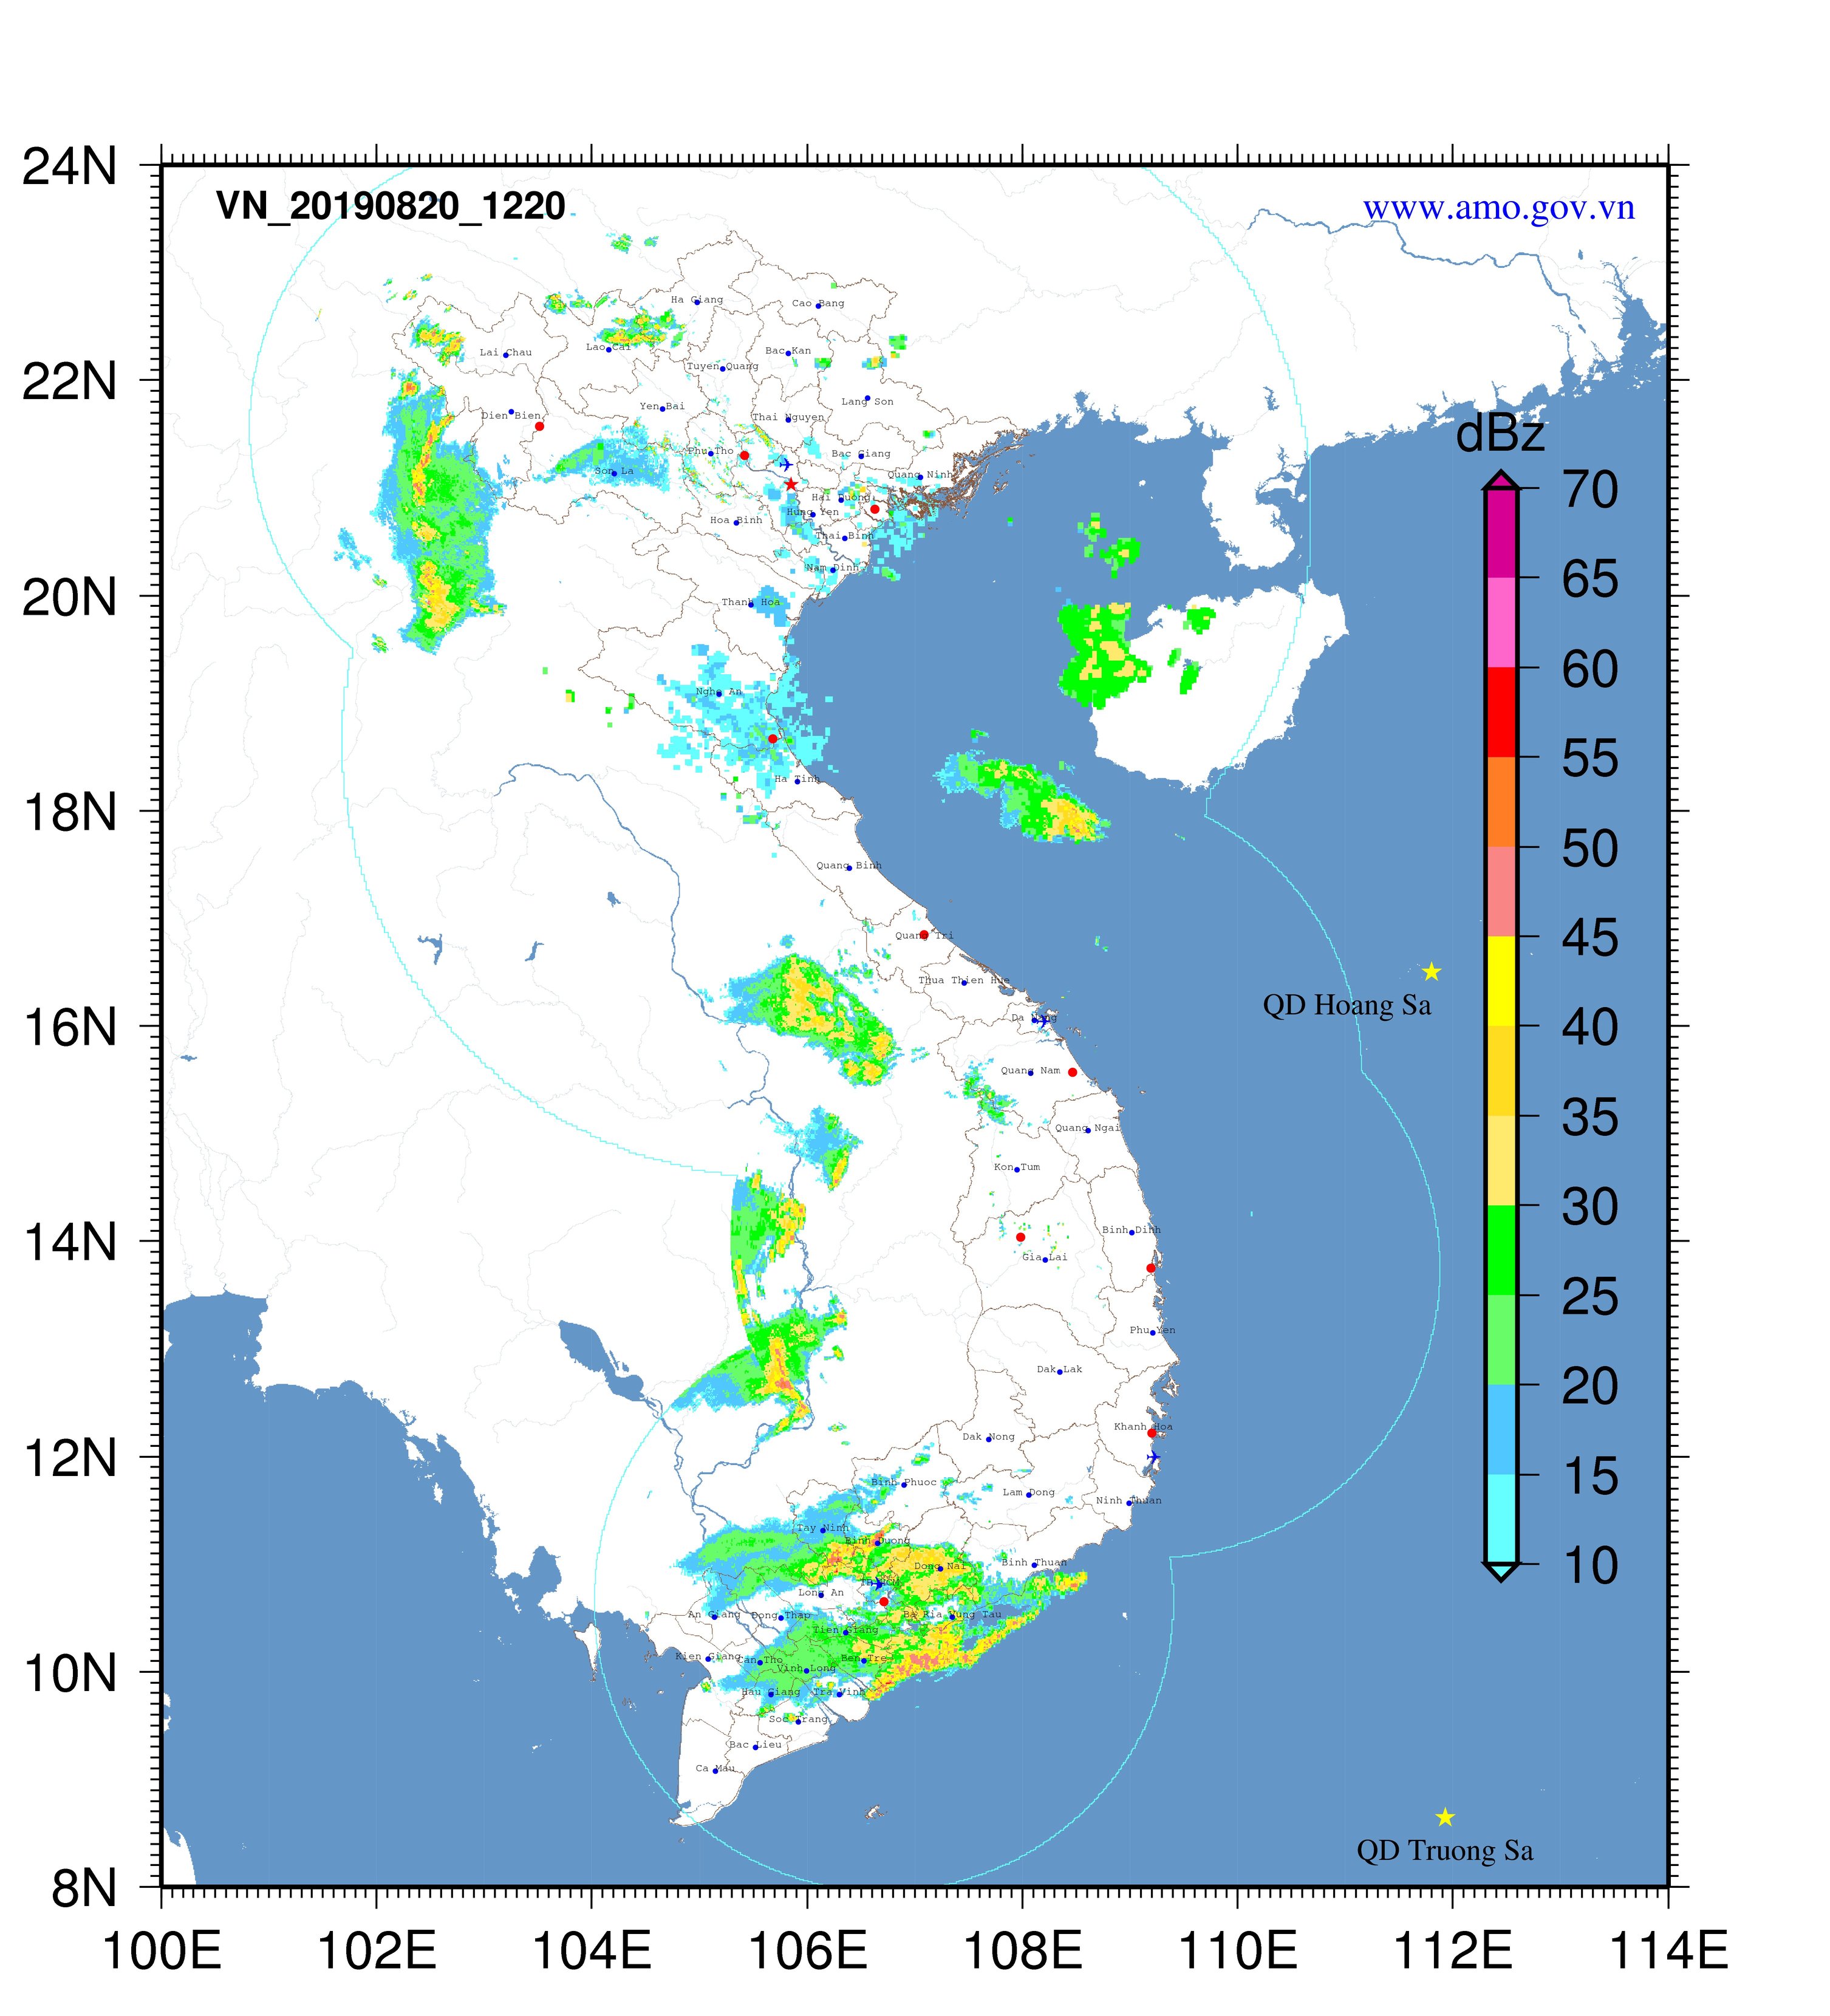 24N
VN_20190820_1220
www.amo.gov.vn
Ha Giang
Cao Bang
Lao Cai
Lai Chau
Bac Kan
22N
Tuyen Quang
Yen Bai
Lang Son
Dien Bien
Thai Nguyen
dBz
Phu Tho
Bac Giang
Son La
Quang Ninh
70
Hai Duong
Hung Yen
Hoa Binh
Thai Binh
Nam Dinh
65
20N
Thanh Hoa
60
Nghe An
55
Ha Tinh
18N
50
Quang Binh
Quang Tri
45
Thua Thien Hue
QD Hoang Sa
Da Nang
16N
40
Quang Nam
35
Quang Ngai
Kon Tum
30
Binh Dinh
14N
Gia Lai
25
Phu Yen
Dak Lak
20
Khanh Hoa
Dak Nong
12N
15
Binh Phuoc
Lam Dong
Ninh Thuan
Tay Ninh
Binh Duong
Binh Thuan
10
Dong Nai
Long An
An Giang
Dong Thap
Ba Ria Vung Tau
Tien Giang
Kien Giang
Can Tho
Ben Tre
Vinh Long
10N
Hau Giang
Tra Vinh
Soc Trang
Bac Lieu
Ca Mau
QD Truong Sa
8N
100E
102E
104E
106E
108E
110E
112E
114E